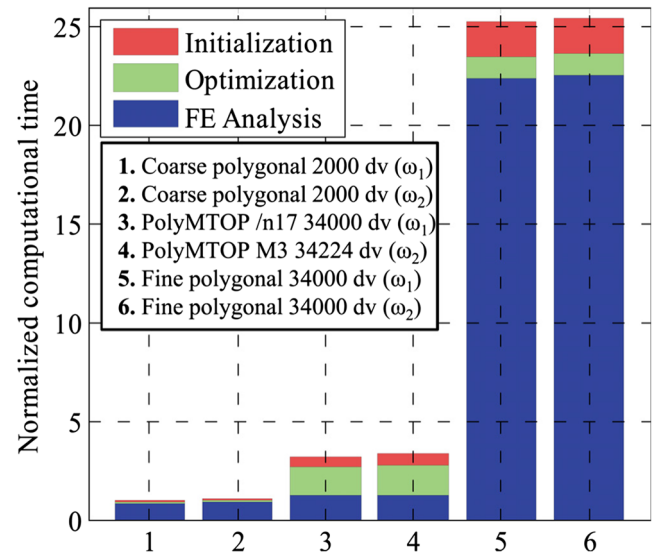 25
20
15
10
5
0
Normalized computational time
Initialization
Optimization
FE Analysis
1. Coarse polygonal 2000 dv (ω₁)
2. Coarse polygonal 2000 dv (ω₂)
3. PolyMTOP /n17 34000 dv (ω₁)
4. PolyMTOP M3 34224 dv (ω₂)
5. Fine polygonal 34000 dv (ω₁)
6. Fine polygonal 34000 dv (ω₂)
1 2 3 4 5 6